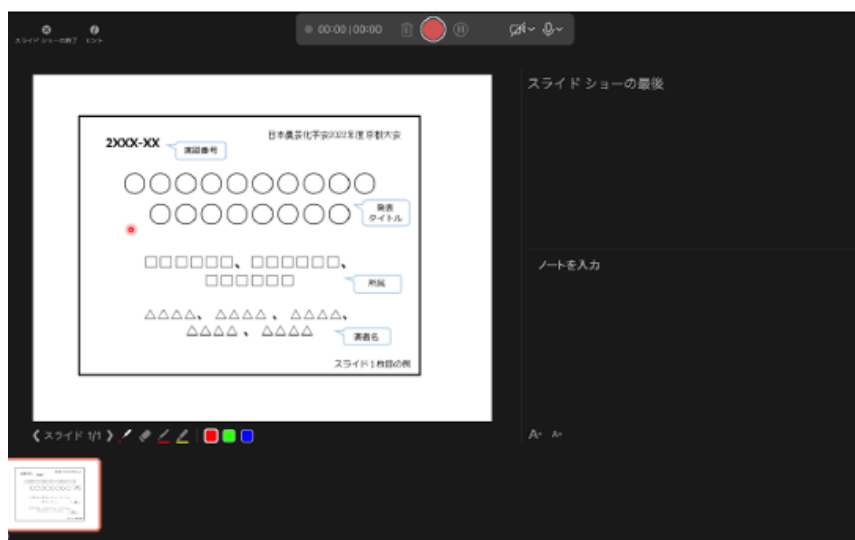 スライド ショーの終了 ヒント
00:00 | 00:00
スライド ショーの最後
2XXX-XX
演題番号
日本農芸化学会2022年度京都大会
○○○○○○○○○○
○○○○○○○○
発表
タイトル
□□□□□□、□□□□□□、
□□□□□□
所属
△△△△、△△△△、△△△△、
△△△△、△△△△
演者名
スライド1枚目の例
ノートを入力
スライド 1/1